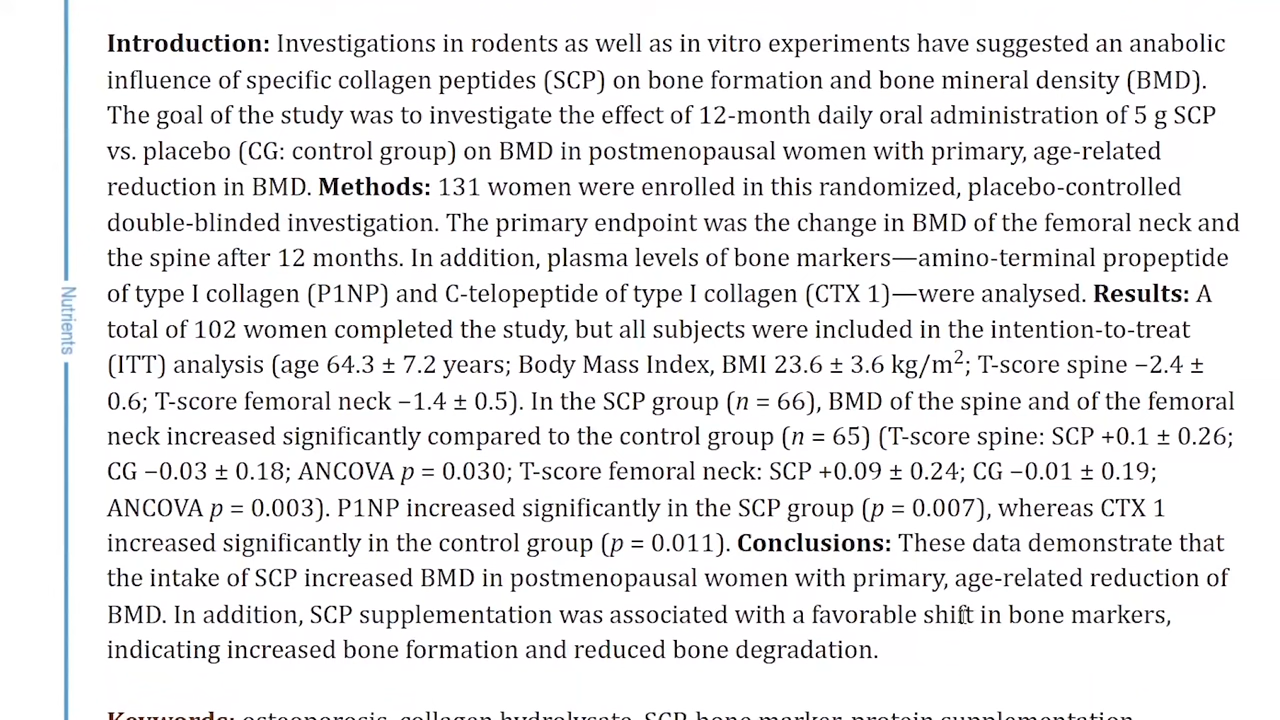 Introduction: Investigations in rodents as well as in vitro experiments have suggested an anabolic
influence of specific collagen peptides (SCP) on bone formation and bone mineral density (BMD).
The goal of the study was to investigate the effect of 12-month daily oral administration of 5 g SCP
vs. placebo (CG: control group) on BMD in postmenopausal women with primary, age-related
reduction in BMD. Methods: 131 women were enrolled in this randomized, placebo-controlled
double-blinded investigation. The primary endpoint was the change in BMD of the femoral neck and
the spine after 12 months. In addition, plasma levels of bone markers—amino-terminal propeptide
of type I collagen (P1NP) and C-telopeptide of type I collagen (CTX 1)—were analysed. Results: A
total of 102 women completed the study, but all subjects were included in the intention-to-treat
(ITT) analysis (age 64.3 ± 7.2 years; Body Mass Index, BMI 23.6 ± 3.6 kg/m²; T-score spine −2.4 ±
0.6; T-score femoral neck −1.4 ± 0.5). In the SCP group (n = 66), BMD of the spine and of the femoral
neck increased significantly compared to the control group (n = 65) (T-score spine: SCP +0.1 ± 0.26;
CG −0.03 ± 0.18; ANCOVA p = 0.030; T-score femoral neck: SCP +0.09 ± 0.24; CG −0.01 ± 0.19;
ANCOVA p = 0.003). P1NP increased significantly in the SCP group (p = 0.007), whereas CTX 1
increased significantly in the control group (p = 0.011). Conclusions: These data demonstrate that
the intake of SCP increased BMD in postmenopausal women with primary, age-related reduction of
BMD. In addition, SCP supplementation was associated with a favorable shift in bone markers,
indicating increased bone formation and reduced bone degradation.
Keywords: osteoporosis, collagen hydrolysate, SCP, bone marker, protein supplementation
Nutrients